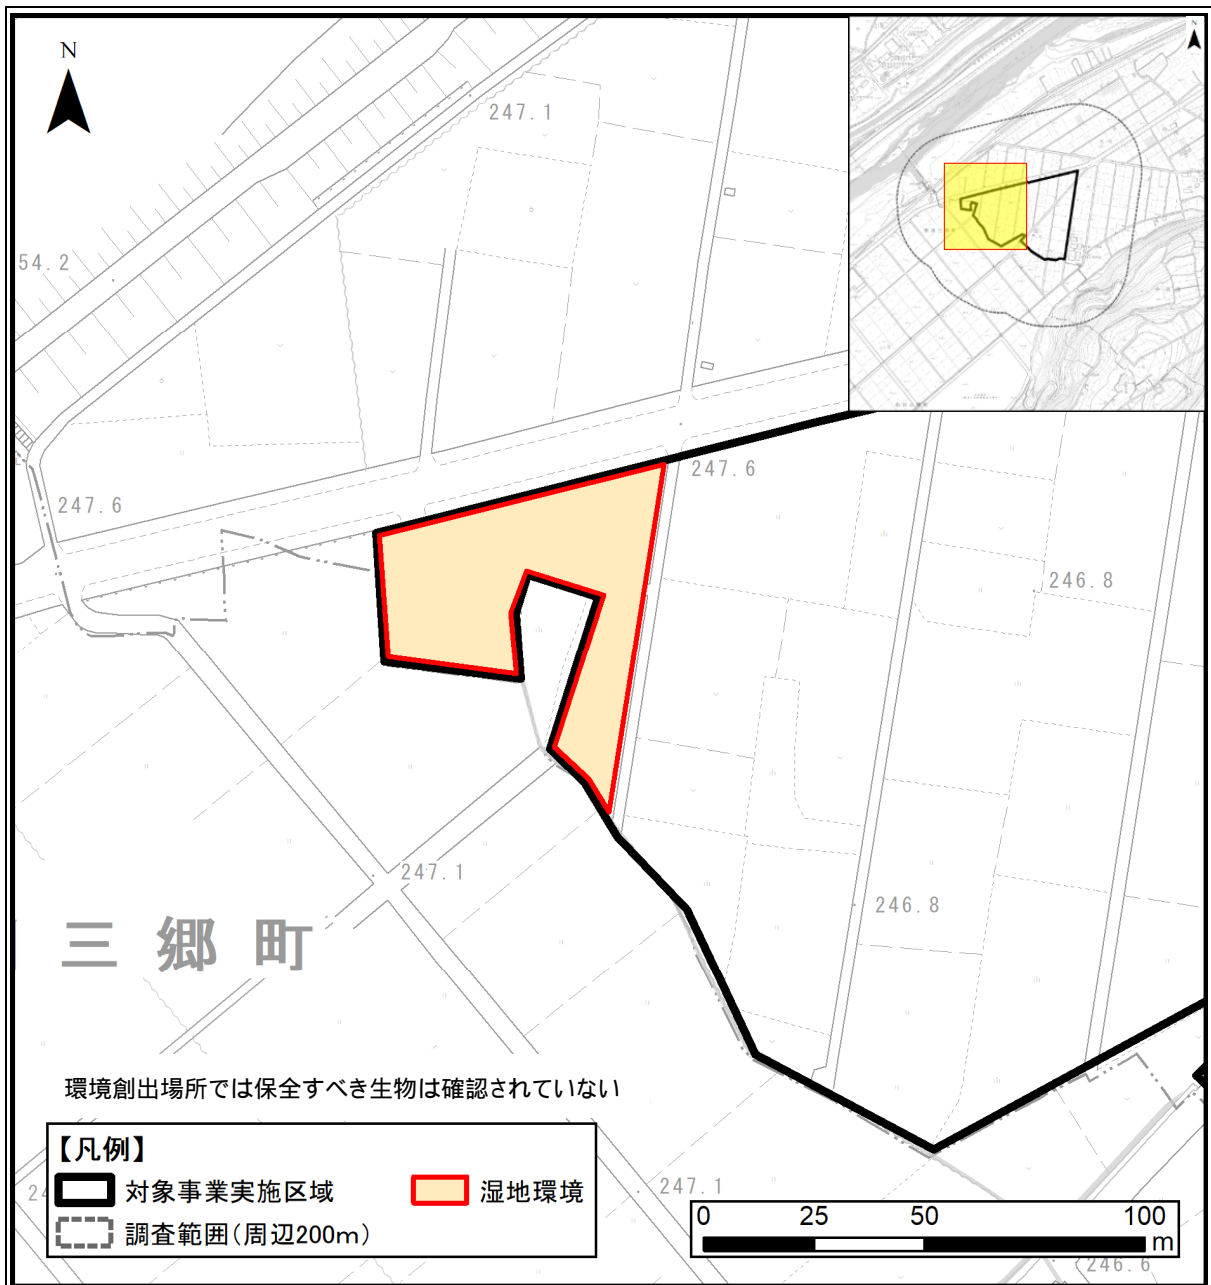 N
N
247.1
54.2
247.6
247.6
246.8
247.1
246.8
三郷町
環境創出場所では保全すべき生物は確認されていない
【凡例】
対象事業実施区域
湿地環境
調査範囲(周辺200m)
247.1
0 25 50 100
m
246.6